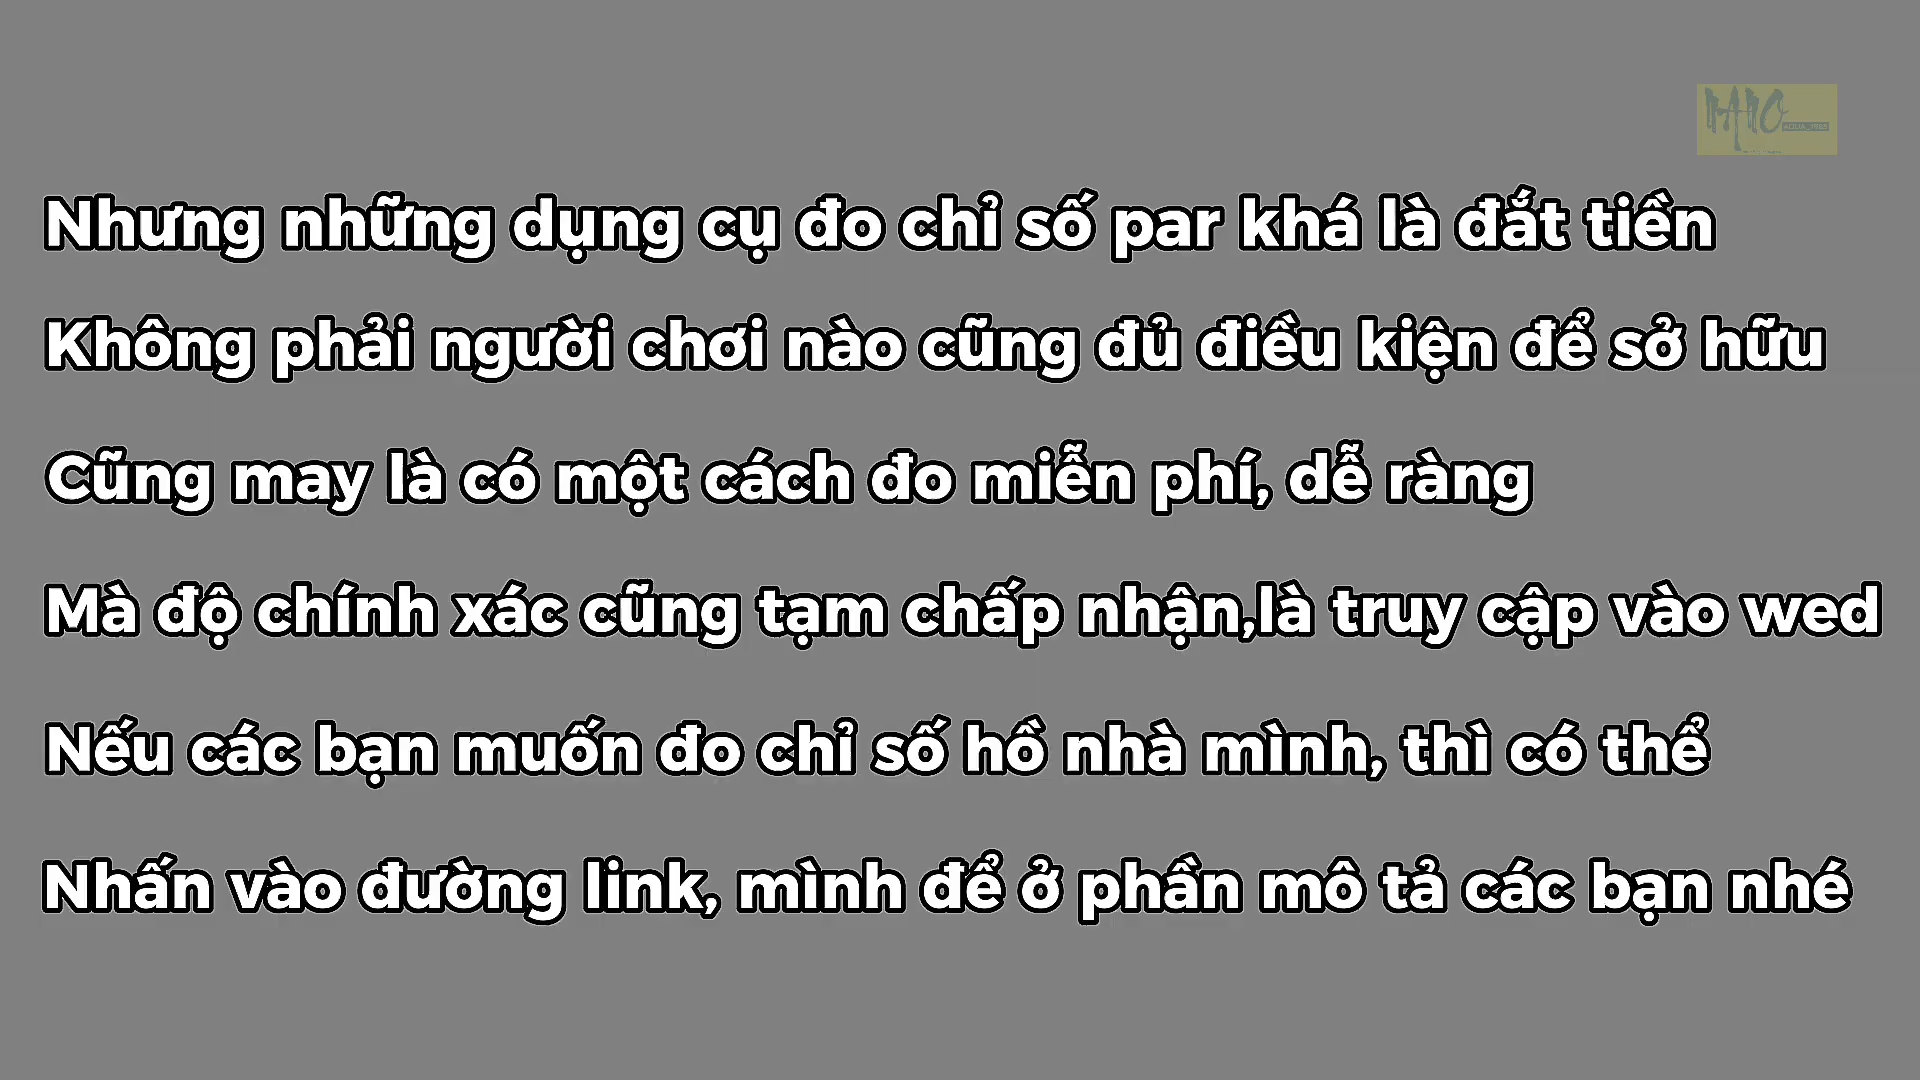 Nhưng những dụng cụ đo chỉ số par khá là đắt tiền
Không phải người chơi nào cũng đủ điều kiện để sở hữu
Cũng may là có một cách đo miễn phí, dễ ràng
Mà độ chính xác cũng tạm chấp nhận,là truy cập vào wed
Nếu các bạn muốn đo chỉ số hồ nhà mình, thì có thể
Nhấn vào đường link, mình để ở phần mô tả các bạn nhé